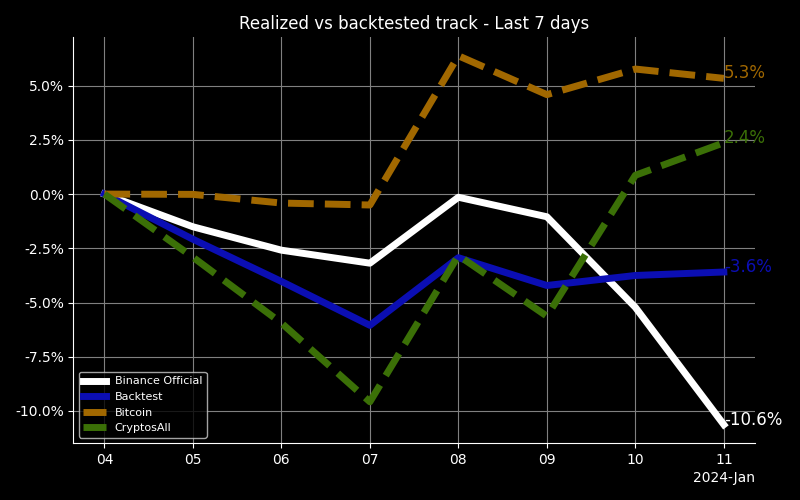 Realized vs backtested track - Last 7 days
5.0%
2.5%
0.0%
-2.5%
-5.0%
-7.5%
-10.0%
5.3%
2.4%
-3.6%
-10.6%
Binance Official
Backtest
Bitcoin
CryptosAll
04 05 06 07 08 09 10 11
2024-Jan